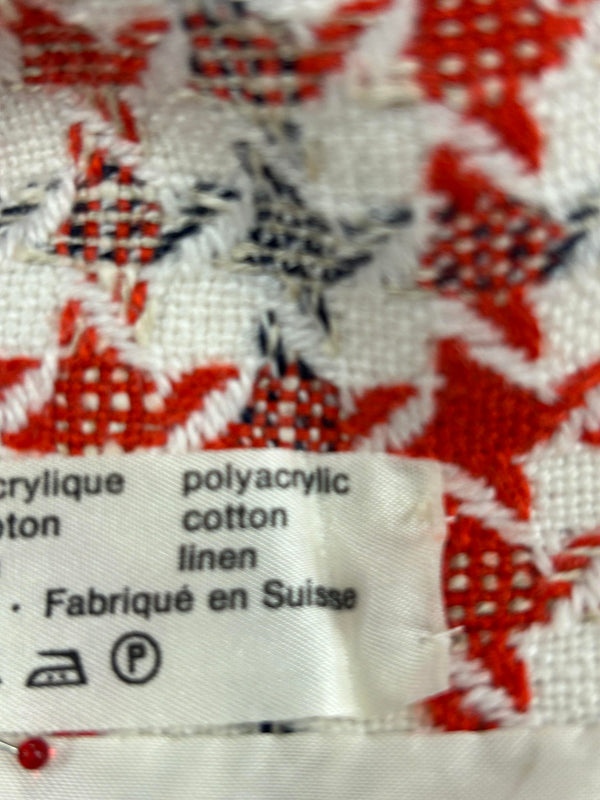 crylique polyacrylic
oton cotton
linen
. Fabriqué en Suisse
P